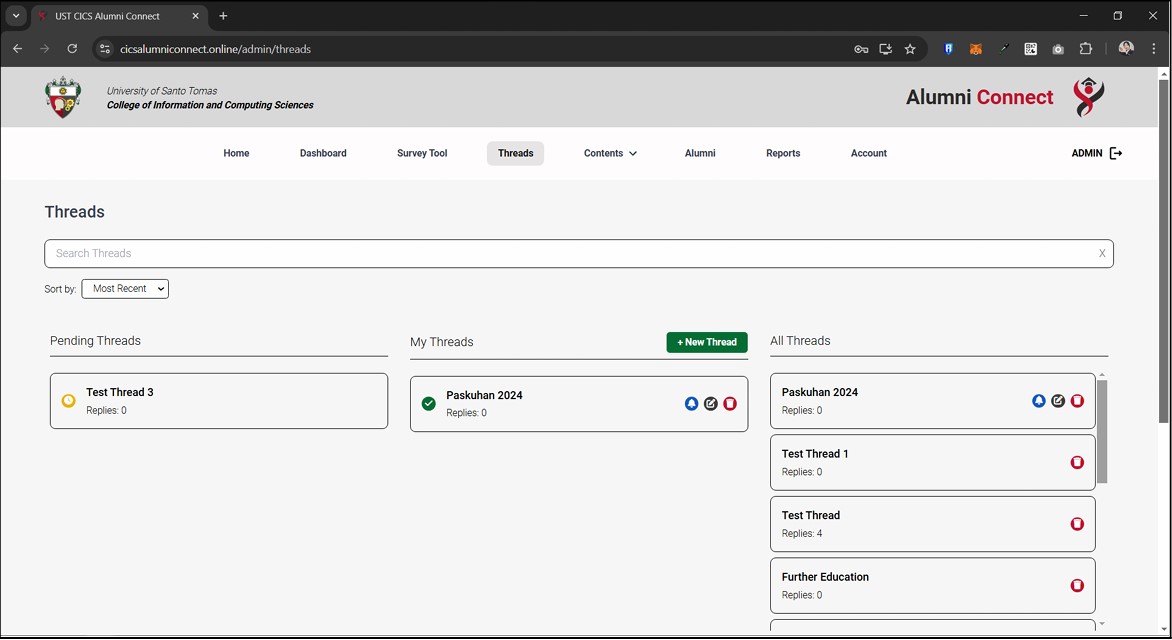 UST CICS Alumni Connect
cicsalumniconnect.online/admin/threads
University of Santo Tomas
College of Information and Computing Sciences
Alumni Connect
Home Dashboard Survey Tool Threads Contents Alumni Reports Account ADMIN
Threads
Search Threads X
Sort by: Most Recent
Pending Threads
Test Thread 3
Replies: 0
My Threads + New Thread
Paskuhan 2024
Replies: 0
All Threads
Paskuhan 2024
Replies: 0
Test Thread 1
Replies: 0
Test Thread
Replies: 4
Further Education
Replies: 0